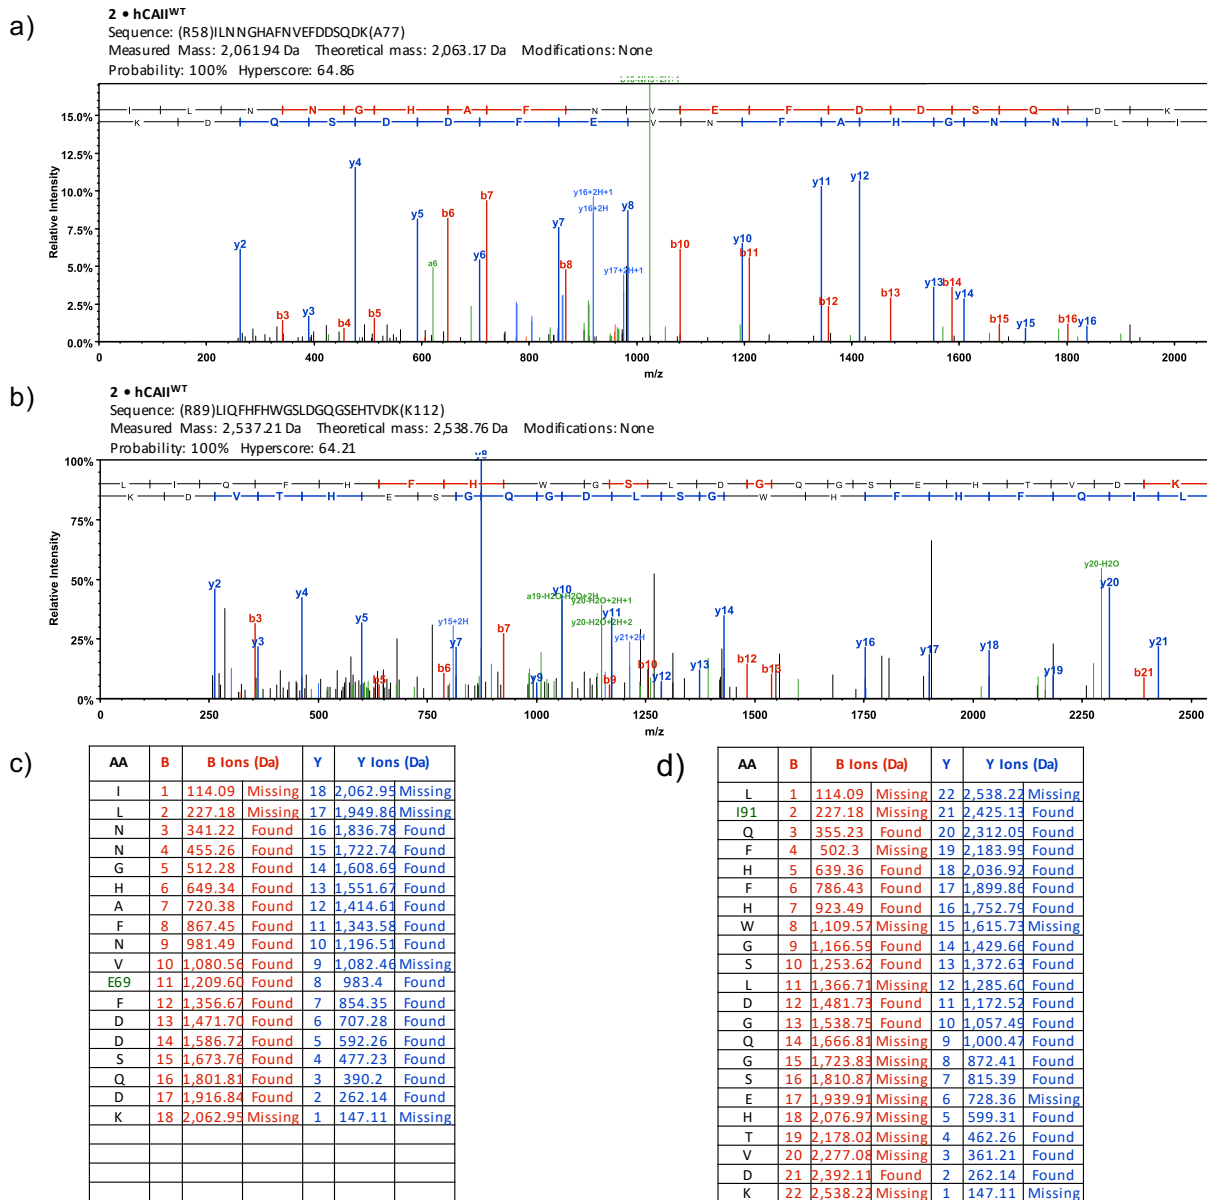 a)
2 • hCAIIWT
Sequence: (R58)ILNNGHAFNVEFDDSQDK(A77)
Measured Mass: 2,061.94 Da Theoretical mass: 2,063.17 Da Modifications: None
Probability: 100% Hyperscore: 64.86
I L N N G H A F N V E F D D S Q D K
K D Q S D D F E V N F A H G N N L I
Relative Intensity
15.0%
12.5%
10.0%
7.5%
5.0%
2.5%
0.0%
y2 b3 y3 b4 y4 b5 y5 a6 b6 y6 b7 y7 b8 y16+2H+1 y16+2H y17+2H+1 y8 b10 y10 b11 y11 b12 y12 b13 y13 b14 y14 b15 y15 b16 y16
0 200 400 600 800 1000 1200 1400 1600 1800 2000
m/z
b)
2 • hCAIIWT
Sequence: (R89)LIQFHFHWGSLDGQGSEHTVDK(K112)
Measured Mass: 2,537.21 Da Theoretical mass: 2,538.76 Da Modifications: None
Probability: 100% Hyperscore: 64.21
L I Q F H F H W G S L D G Q G S E H T V D K
K D V T H E S G Q G D L S G W H F H F Q I L
Relative Intensity
100%
75%
50%
25%
0%
y2 b3 y3 y4 y5 b5 b6 y15+2H y7 y8 b7 y9 a19-H2O-H2O+2H y10 y20-H2O+2H+1 y11 y20-H2O+2H+2 b9 y21+2H b10 y12 y13 y14 b12 b13 y16 y17 y18 y19 y20-H2O y20 b21 y21
0 250 500 750 1000 1250 1500 1750 2000 2250 2500
m/z
c)
AA B B Ions (Da) Y Y Ions (Da)
I 1 114.09 Missing 18 2,062.95 Missing
L 2 227.18 Missing 17 1,949.86 Missing
N 3 341.22 Found 16 1,836.78 Found
N 4 455.26 Found 15 1,722.74 Found
G 5 512.28 Found 14 1,608.69 Found
H 6 649.34 Found 13 1,551.67 Found
A 7 720.38 Found 12 1,414.61 Found
F 8 867.45 Found 11 1,343.58 Found
N 9 981.49 Found 10 1,196.51 Found
V 10 1,080.56 Found 9 1,082.46 Missing
E69 11 1,209.60 Found 8 983.4 Found
F 12 1,356.67 Found 7 854.35 Found
D 13 1,471.70 Found 6 707.28 Found
D 14 1,586.72 Found 5 592.26 Found
S 15 1,673.76 Found 4 477.23 Found
Q 16 1,801.81 Found 3 390.2 Found
D 17 1,916.84 Found 2 262.14 Found
K 18 2,062.95 Missing 1 147.11 Missing
d)
AA B B Ions (Da) Y Y Ions (Da)
L 1 114.09 Missing 22 2,538.22 Missing
I91 2 227.18 Missing 21 2,425.13 Found
Q 3 355.23 Found 20 2,312.05 Found
F 4 502.3 Missing 19 2,183.99 Found
H 5 639.36 Found 18 2,036.92 Found
F 6 786.43 Found 17 1,899.86 Found
H 7 923.49 Found 16 1,752.79 Found
W 8 1,109.57 Missing 15 1,615.73 Missing
G 9 1,166.59 Found 14 1,429.66 Found
S 10 1,253.62 Found 13 1,372.63 Found
L 11 1,366.71 Missing 12 1,285.60 Found
D 12 1,481.73 Found 11 1,172.52 Found
G 13 1,538.75 Found 10 1,057.49 Found
Q 14 1,666.81 Missing 9 1,000.47 Found
G 15 1,723.83 Missing 8 872.41 Found
S 16 1,810.87 Missing 7 815.39 Found
E 17 1,939.91 Missing 6 728.36 Missing
H 18 2,076.97 Missing 5 599.31 Found
T 19 2,178.02 Missing 4 462.26 Found
V 20 2,277.08 Missing 3 361.21 Found
D 21 2,392.11 Found 2 262.14 Found
K 22 2,538.22 Missing 1 147.11 Missing